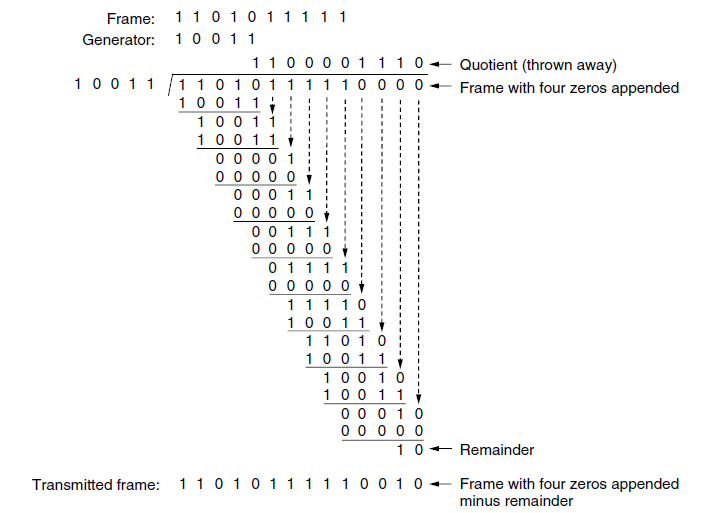 Frame: 1 1 0 1 0 1 1 1 1 1
Generator: 1 0 0 1 1
1 1 0 0 0 0 1 1 1 0 Quotient (thrown away)
1 0 0 1 1 1 1 0 1 0 1 1 1 1 1 0 0 0 0 Frame with four zeros appended
1 0 0 1 1
1 0 0 1 1
1 0 0 1 1
0 0 0 0 1
0 0 0 0 0
0 0 0 1 1
0 0 0 0 0
0 0 1 1 1
0 0 0 0 0
0 1 1 1 1
0 0 0 0 0
1 1 1 1 0
1 0 0 1 1
1 1 0 1 0
1 0 0 1 1
1 0 0 1 0
1 0 0 1 1
0 0 0 1 0
0 0 0 0 0
1 0 Remainder
Transmitted frame: 1 1 0 1 0 1 1 1 1 1 0 0 1 0 Frame with four zeros appended
minus remainder